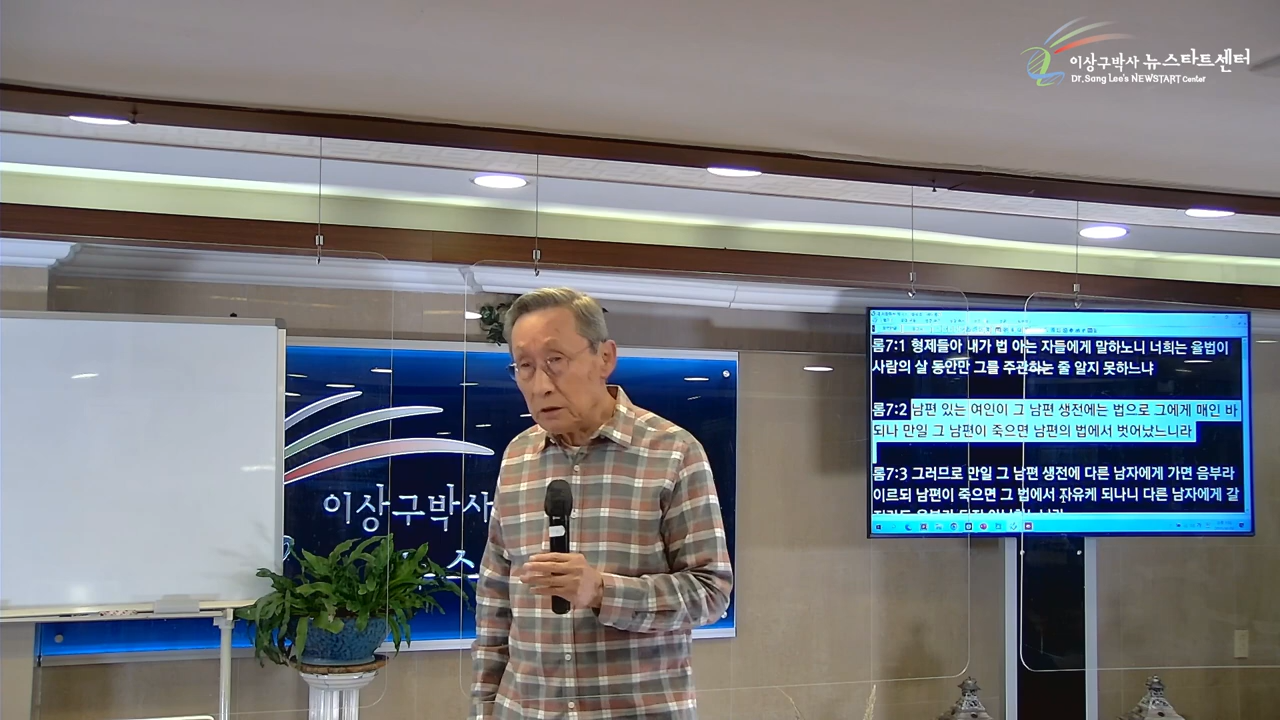 이상구박사 뉴스타트센터
Dr. Sang Lee's NEWSTART Center
롬7:1 형제들아 내가 법 아는 자들에게 말하노니 너희는 율법이
사람의 살 동안만 그를 주관하는 줄 알지 못하느냐
롬7:2 남편 있는 여인이 그 남편 생전에는 법으로 그에게 매인 바
되나 만일 그 남편이 죽으면 남편의 법에서 벗어났느니라
롬7:3 그러므로 만일 그 남편 생전에 다른 남자에게 가면 음부라
이르되 남편이 죽으면 그 법에서 자유케 되나니 다른 남자에게 갈
이상구박사
스